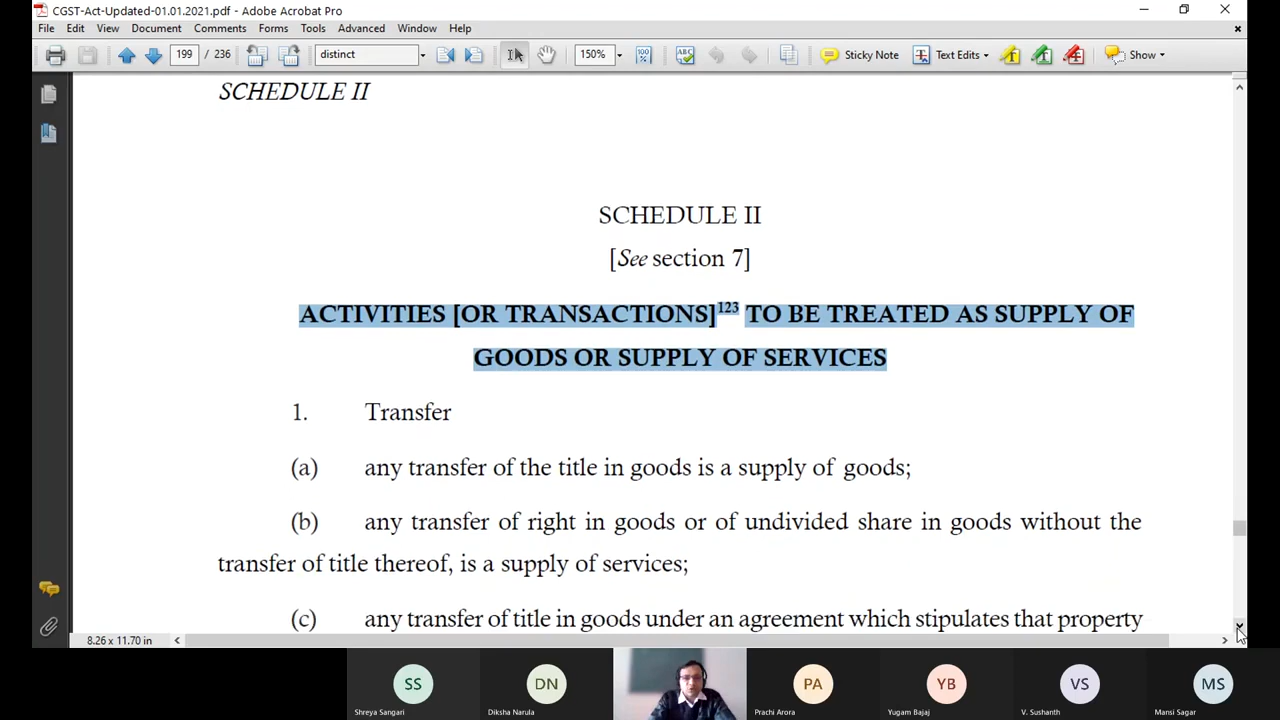 CGST-Act-Updated-01.01.2021.pdf - Adobe Acrobat Pro
File Edit View Document Comments Forms Tools Advanced Window Help
199 / 236 distinct 150% Sticky Note Text Edits Show
SCHEDULE II
SCHEDULE II
[See section 7]
ACTIVITIES [OR TRANSACTIONS]123 TO BE TREATED AS SUPPLY OF
GOODS OR SUPPLY OF SERVICES
1. Transfer
(a) any transfer of the title in goods is a supply of goods;
(b) any transfer of right in goods or of undivided share in goods without the
transfer of title thereof, is a supply of services;
(c) any transfer of title in goods under an agreement which stipulates that property
8.26 x 11.70 in
SS DN PA YB VS MS
Shreya Sangari Diksha Narula Prachi Arora Yugam Bajaj V. Sushanth Mansi Sagar